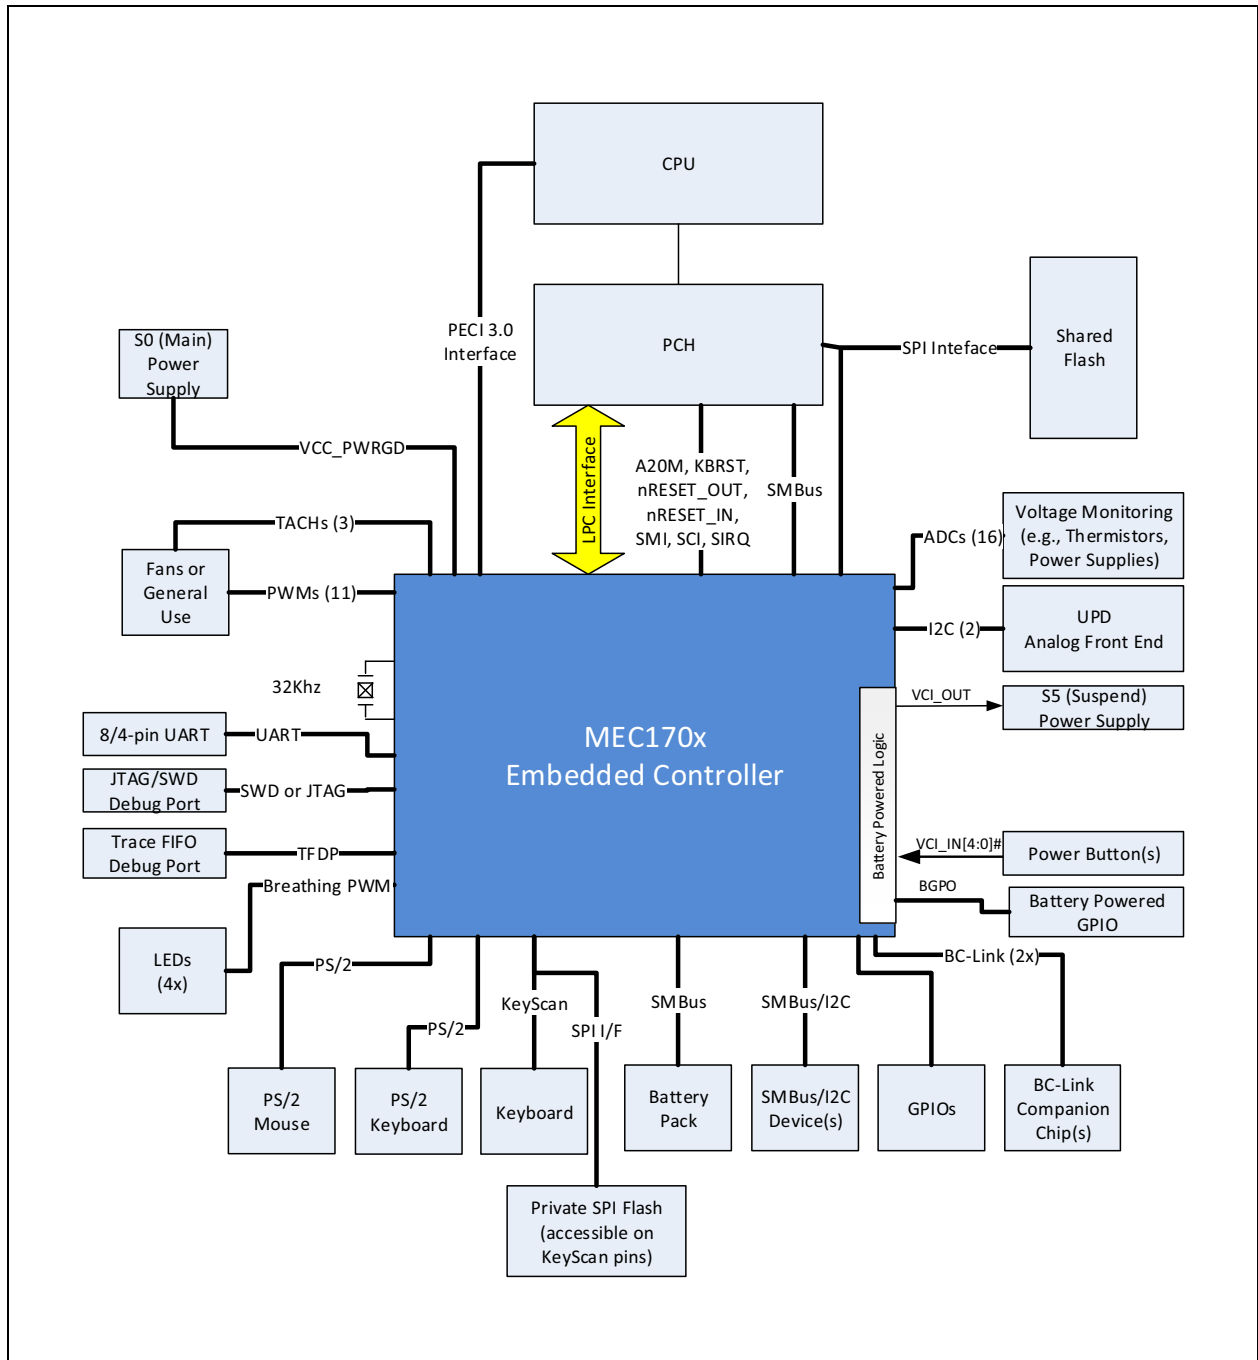 CPU
PECI 3.0
Interface
PCH
SPI Inteface
Shared
Flash
S0 (Main)
Power
Supply
VCC_PWRGD
LPC Interface
A20M, KBRST,
nRESET_OUT,
nRESET_IN,
SMI, SCI, SIRQ
SMBus
TACHs (3)
Fans or
General
Use
PWMs (11)
ADCs (16)
Voltage Monitoring
(e.g., Thermistors,
Power Supplies)
I2C (2)
UPD
Analog Front End
32Khz
VCI_OUT
S5 (Suspend)
Power Supply
8/4-pin UART
UART
JTAG/SWD
Debug Port
SWD or JTAG
Trace FIFO
Debug Port
TFDP
MEC170x
Embedded Controller
Battery Powered Logic
VCI_IN[4:0]#
Power Button(s)
BGPO
Battery Powered
GPIO
Breathing PWM
LEDs
(4x)
PS/2
PS/2
KeyScan
SPI I/F
SMBus
SMBus/I2C
BC-Link (2x)
PS/2
Mouse
PS/2
Keyboard
Keyboard
Battery
Pack
SMBus/I2C
Device(s)
GPIOs
BC-Link
Companion
Chip(s)
Private SPI Flash
(accessible on
KeyScan pins)